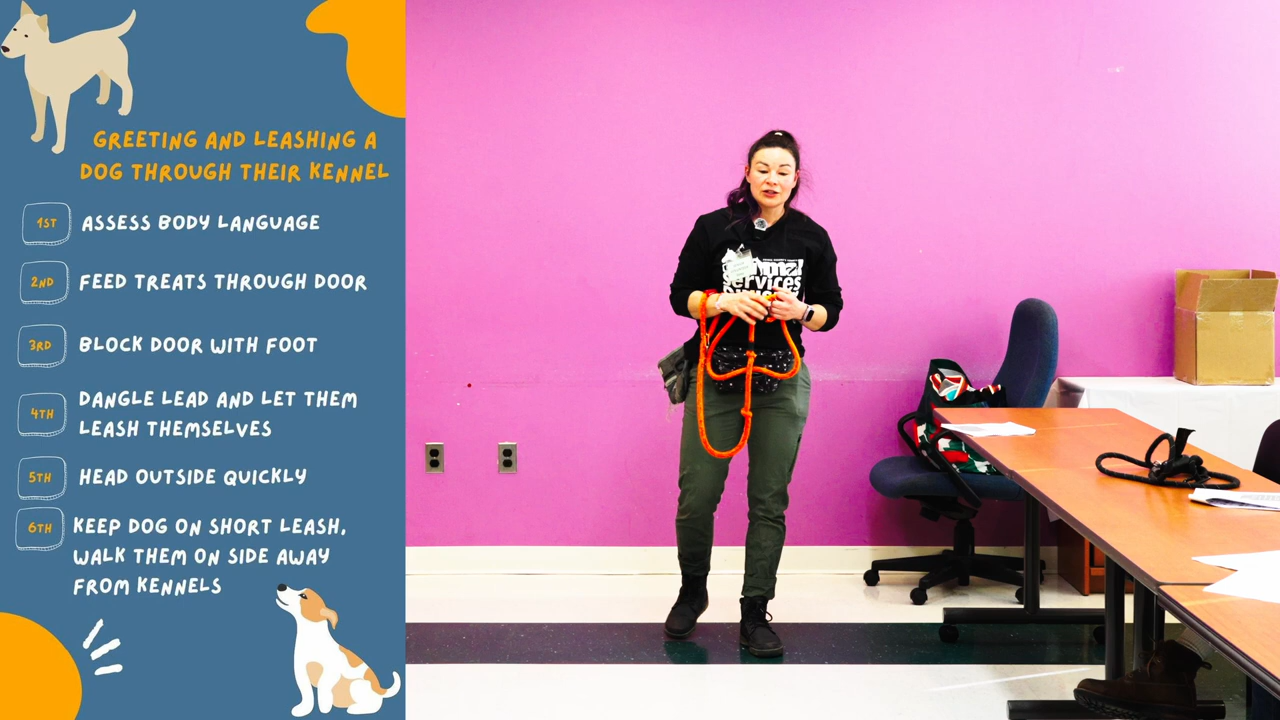 GREETING AND LEASHING A
DOG THROUGH THEIR KENNEL
1ST
ASSESS BODY LANGUAGE
2ND
FEED TREATS THROUGH DOOR
3RD
BLOCK DOOR WITH FOOT
4TH
DANGLE LEAD AND LET THEM
LEASH THEMSELVES
5TH
HEAD OUTSIDE QUICKLY
6TH
KEEP DOG ON SHORT LEASH,
WALK THEM ON SIDE AWAY
FROM KENNELS
Services